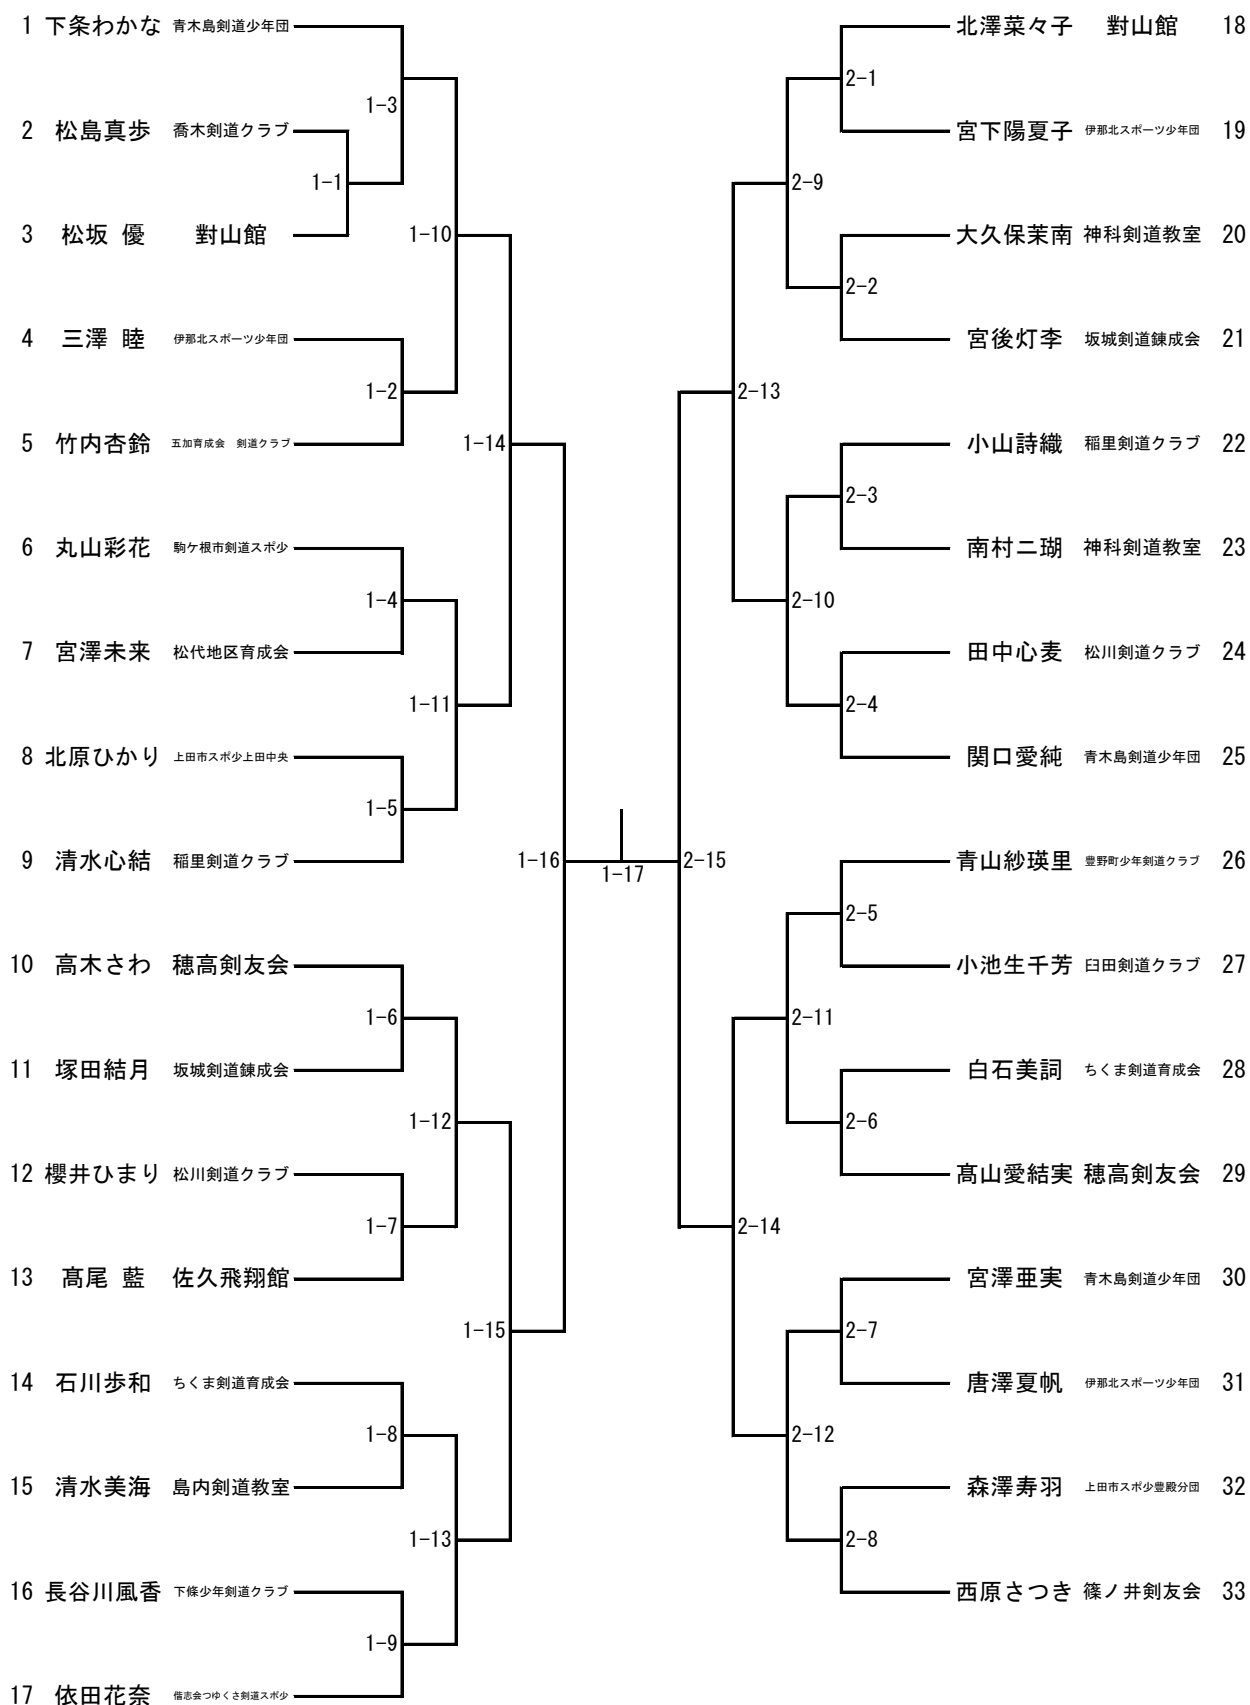 1 下条わかな 青木島剣道少年団
2 松島真歩 喬木剣道クラブ
3 松坂 優 對山館
4 三澤 睦 伊那北スポーツ少年団
5 竹内杏鈴 五加育成会 剣道クラブ
6 丸山彩花 駒ケ根市剣道スポ少
7 宮澤未来 松代地区育成会
8 北原ひかり 上田市スポ少上田中央
9 清水心結 稲里剣道クラブ
10 高木さわ 穂高剣友会
11 塚田結月 坂城剣道錬成会
12 櫻井ひまり 松川剣道クラブ
13 髙尾 藍 佐久飛翔館
14 石川歩和 ちくま剣道育成会
15 清水美海 島内剣道教室
16 長谷川風香 下條少年剣道クラブ
17 依田花奈 偕志会つゆくさ剣道スポ少
1-3
1-1
1-10
1-2
1-14
1-4
1-11
1-5
1-16
1-6
1-12
1-7
1-15
1-8
1-13
1-9
1-17
2-15
2-1
2-9
2-2
2-13
2-3
2-10
2-4
2-5
2-11
2-6
2-14
2-7
2-12
2-8
北澤菜々子 對山館 18
宮下陽夏子 伊那北スポーツ少年団 19
大久保茉南 神科剣道教室 20
宮後灯李 坂城剣道錬成会 21
小山詩織 稲里剣道クラブ 22
南村二瑚 神科剣道教室 23
田中心麦 松川剣道クラブ 24
関口愛純 青木島剣道少年団 25
青山紗瑛里 豊野町少年剣道クラブ 26
小池生千芳 臼田剣道クラブ 27
白石美詞 ちくま剣道育成会 28
髙山愛結実 穂高剣友会 29
宮澤亜実 青木島剣道少年団 30
唐澤夏帆 伊那北スポーツ少年団 31
森澤寿羽 上田市スポ少豊殿分団 32
西原さつき 篠ノ井剣友会 33